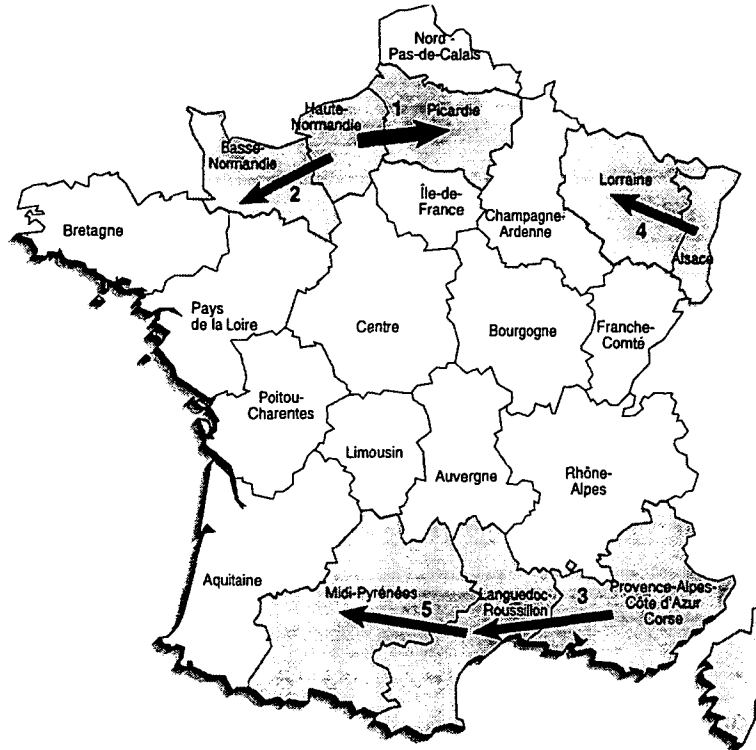 Nord -
Pas-de-Calais
Haute-
Normandie
1
Picardie
Basse-
Normandie
2
Île-de-
France
Champagne-
Ardenne
Lorraine
4
Alsace
Bretagne
Pays
de la Loire
Centre
Bourgogne
Franche-
Comté
Poitou-
Charentes
Limousin
Auvergne
Rhône-
Alpes
Aquitaine
Midi-Pyrénées
5
Languedoc-
Roussillon
3
Provence-Alpes-
Côte d'Azur
Corse